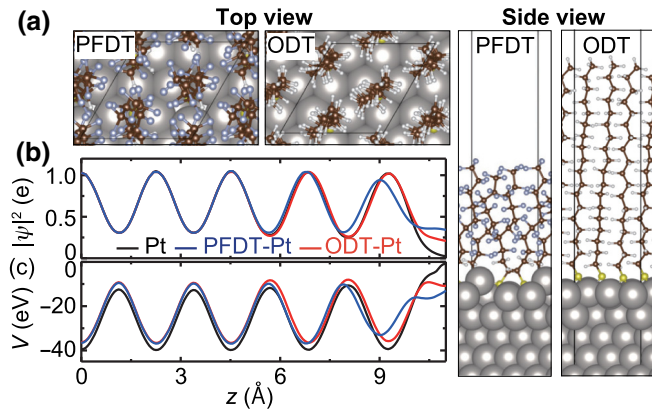 Top view
Side view
(a)
PFDT
ODT
PFDT
ODT
(b)
1.0
0.5
|ψ|² (e)
Pt
PFDT-Pt
ODT-Pt
(c)
0
−20
−40
V (eV)
0
3
6
9
z (Å)